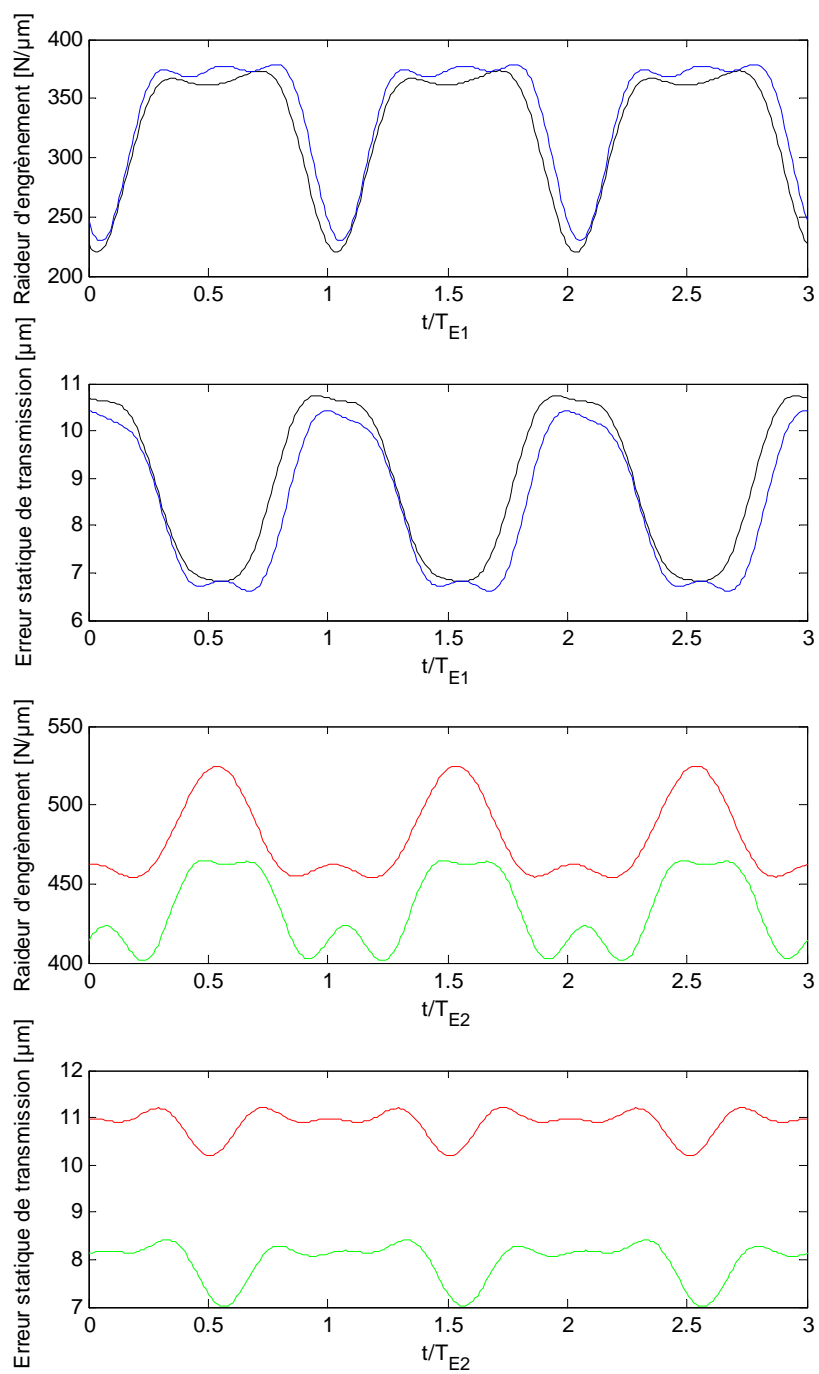 Raideur d'engrènement [N/µm]
400
350
300
250
200
0 0.5 1 1.5 2 2.5 3
t/T_E1
Erreur statique de transmission [µm]
11
10
9
8
7
6
0 0.5 1 1.5 2 2.5 3
t/T_E1
Raideur d'engrènement [N/µm]
550
500
450
400
0 0.5 1 1.5 2 2.5 3
t/T_E2
Erreur statique de transmission [µm]
12
11
10
9
8
7
0 0.5 1 1.5 2 2.5 3
t/T_E2